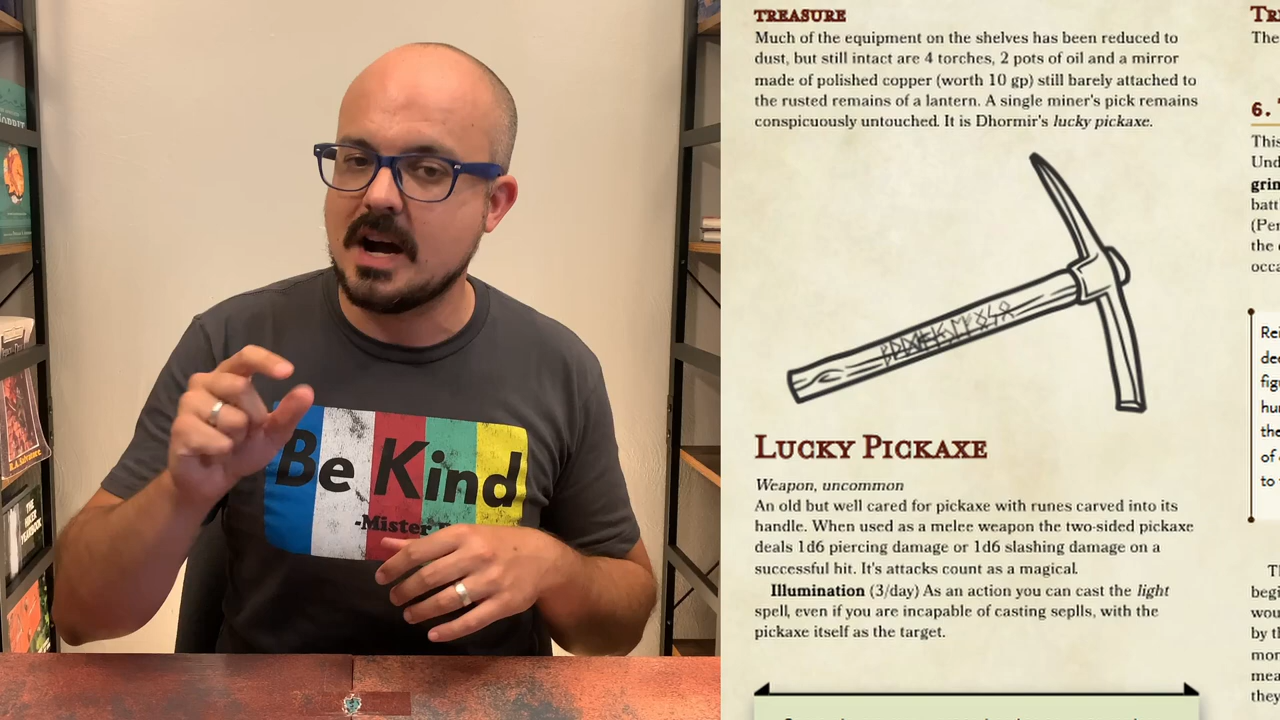 Be Kind
-Mister
R.A. Salvatore
TREASURE
Much of the equipment on the shelves has been reduced to
dust, but still intact are 4 torches, 2 pots of oil and a mirror
made of polished copper (worth 10 gp) still barely attached to
the rusted remains of a lantern. A single miner's pick remains
conspicuously untouched. It is Dhormir's lucky pickaxe.
LUCKY PICKAXE
Weapon, uncommon
An old but well cared for pickaxe with runes carved into its
handle. When used as a melee weapon the two-sided pickaxe
deals 1d6 piercing damage or 1d6 slashing damage on a
successful hit. It's attacks count as a magical.
Illumination (3/day) As an action you can cast the light
spell, even if you are incapable of casting seplls, with the
pickaxe itself as the target.
6.
This
Und
grin
batt
(Per
the
occa
the
of
to
begi
wou
by th
mor
mea
they